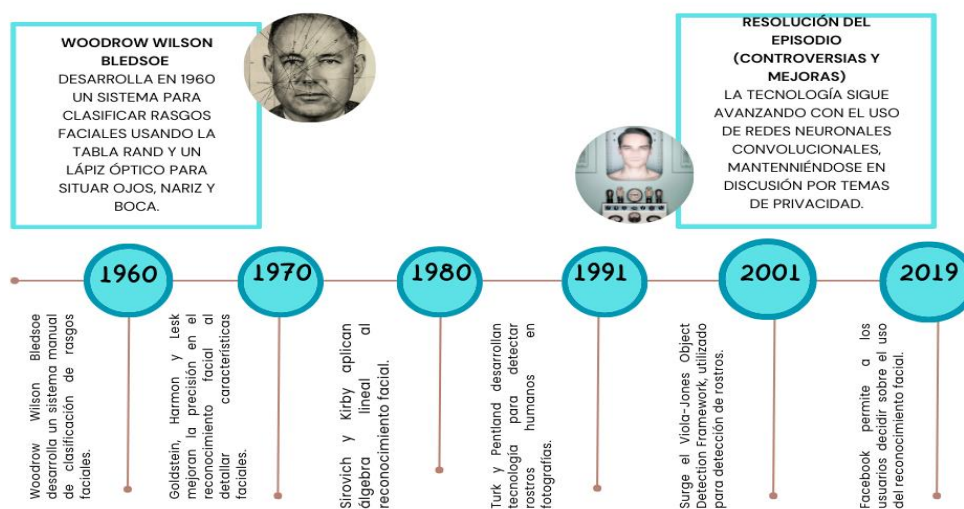 WOODROW WILSON
BLEDSOE
DESARROLLA EN 1960
UN SISTEMA PARA
CLASIFICAR RASGOS
FACIALES USANDO LA
TABLA RAND Y UN
LÁPIZ ÓPTICO PARA
SITUAR OJOS, NARIZ Y
BOCA.
RESOLUCIÓN DEL
EPISODIO
(CONTROVERSIAS Y
MEJORAS)
LA TECNOLOGÍA SIGUE
AVANZANDO CON EL USO
DE REDES NEURONALES
CONVOLUCIONALES,
MANTENNIÉNDOSE EN
DISCUSIÓN POR TEMAS
DE PRIVACIDAD.
1960
1970
1980
1991
2001
2019
Woodrow Wilson Bledsoe
desarrolla un sistema manual
de clasificación de rasgos
faciales.
Goldstein, Harmon y Lesk
mejoran la precisión en el
reconocimiento facial al
detallar características
faciales.
Sirovich y Kirby aplican
álgebra lineal al
reconocimiento facial.
Turk y Pentland desarrollan
tecnología para detectar
rostros humanos en
fotografías.
Surge el Viola-Jones Object
Detection Framework, utilizado
para detección de rostros.
Facebook permite a los
usuarios decidir sobre el uso
del reconocimiento facial.